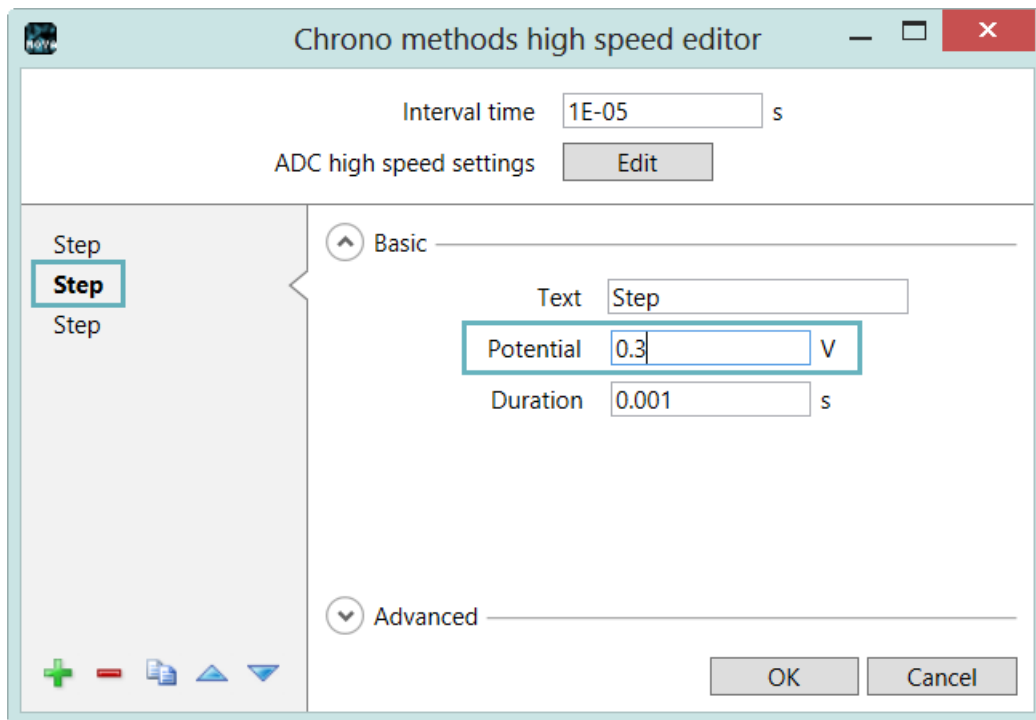 Chrono methods high speed editor
Interval time 1E-05 s
ADC high speed settings Edit
Step
Step
Step
Basic
Text Step
Potential 0.3 V
Duration 0.001 s
Advanced
OK Cancel